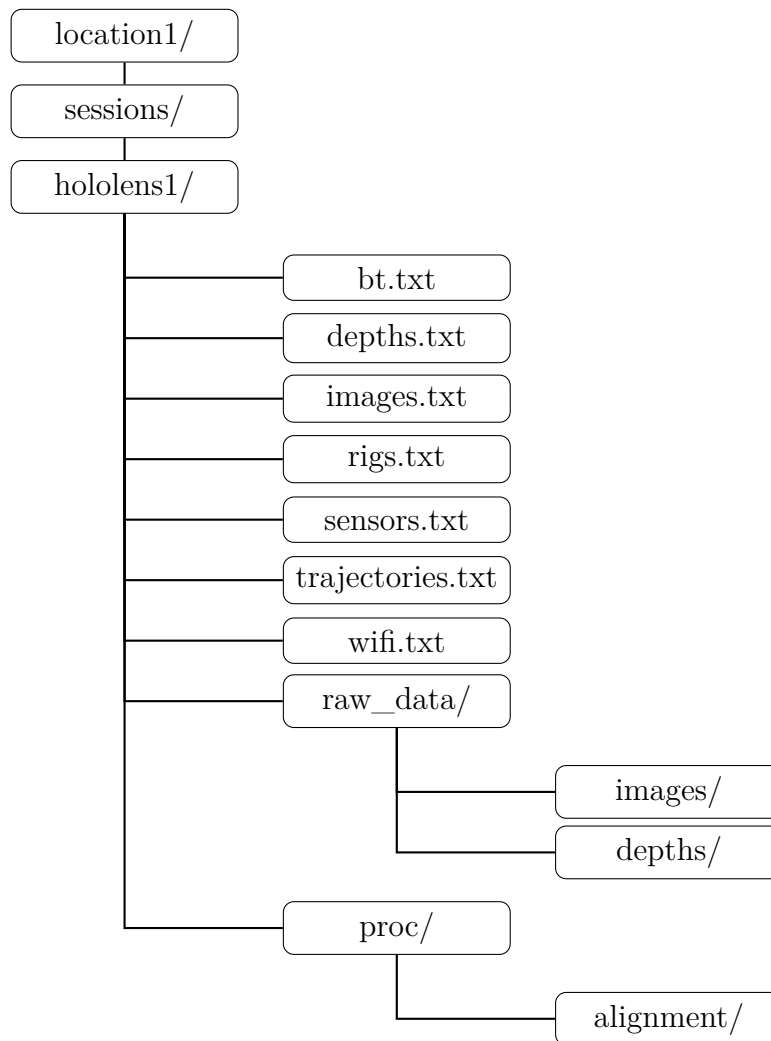 location1/
sessions/
hololens1/
bt.txt
depths.txt
images.txt
rigs.txt
sensors.txt
trajectories.txt
wifi.txt
raw_data/
images/
depths/
proc/
alignment/